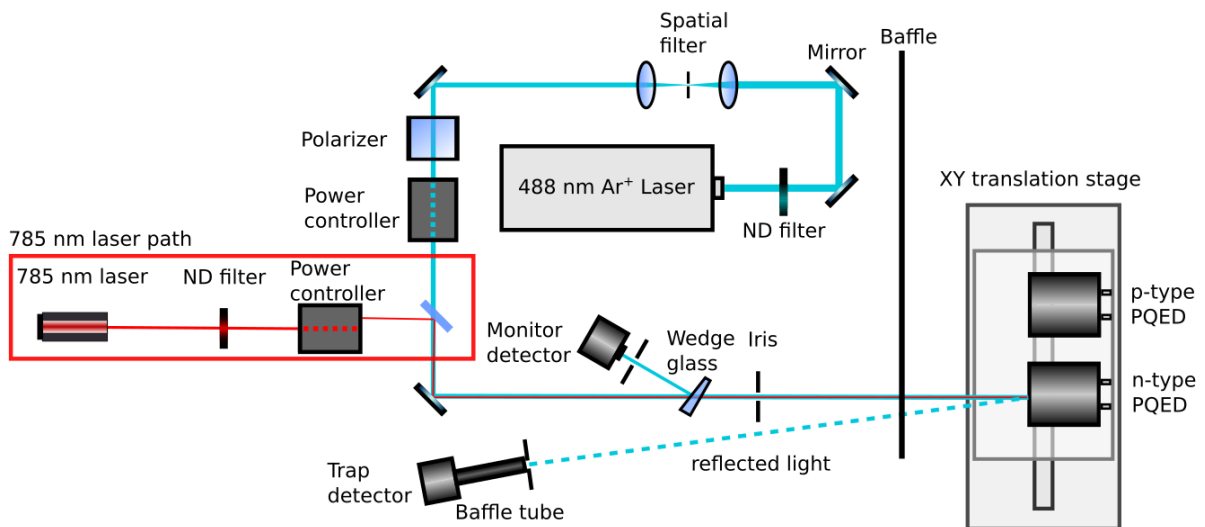 Spatial
filter
Baffle
Mirror
Polarizer
488 nm Ar⁺ Laser
XY translation stage
Power
controller
ND filter
785 nm laser path
785 nm laser
ND filter
Power
controller
p-type
PQED
Monitor
detector
Wedge
glass
Iris
n-type
PQED
reflected light
Trap
detector
Baffle tube